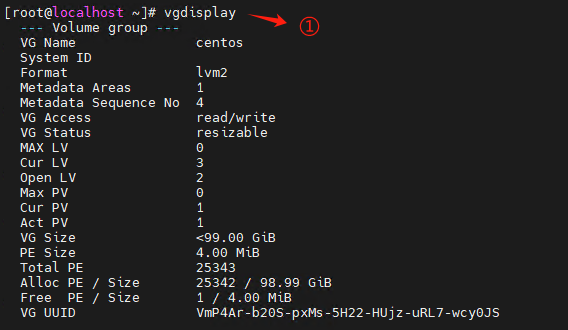 [root@localhost ~]# vgdisplay
①
--- Volume group ---
VG Name centos
System ID
Format lvm2
Metadata Areas 1
Metadata Sequence No 4
VG Access read/write
VG Status resizable
MAX LV 0
Cur LV 3
Open LV 2
Max PV 0
Cur PV 1
Act PV 1
VG Size <99.00 GiB
PE Size 4.00 MiB
Total PE 25343
Alloc PE / Size 25342 / 98.99 GiB
Free PE / Size 1 / 4.00 MiB
VG UUID VmP4Ar-b20S-pxMs-5H22-HUjz-uRL7-wcy0JS